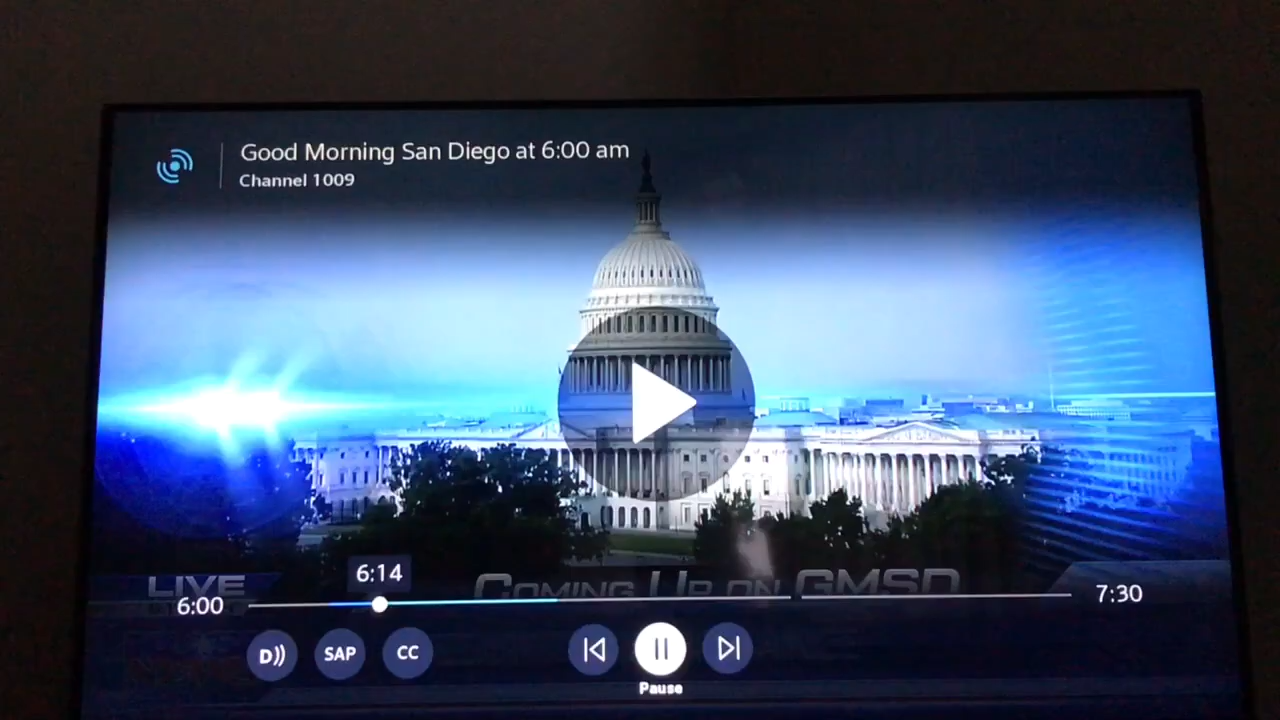 Good Morning San Diego at 6:00 am
Channel 1009
6:14
LIVE
COMING UP ON GMSD
6:00
7:30
D))
SAP
CC
Pause